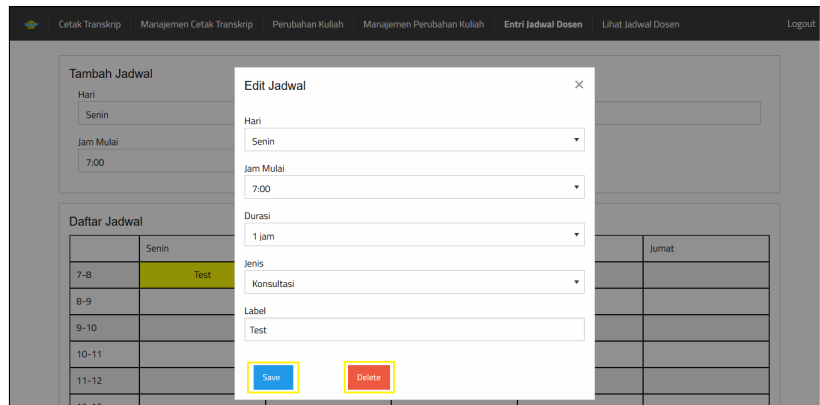 Cetak Transkrip Manajemen Cetak Transkrip Perubahan Kuliah Manajemen Perubahan Kuliah Entri Jadwal Dosen Lihat Jadwal Dosen Logout
Tambah Jadwal
Hari
Senin
Jam Mulai
7:00
Edit Jadwal ×
Hari
Senin
Jam Mulai
7:00
Durasi
1 jam
Jenis
Konsultasi
Label
Test
Save Delete
Daftar Jadwal
Senin Jumat
7-8 Test
8-9
9-10
10-11
11-12